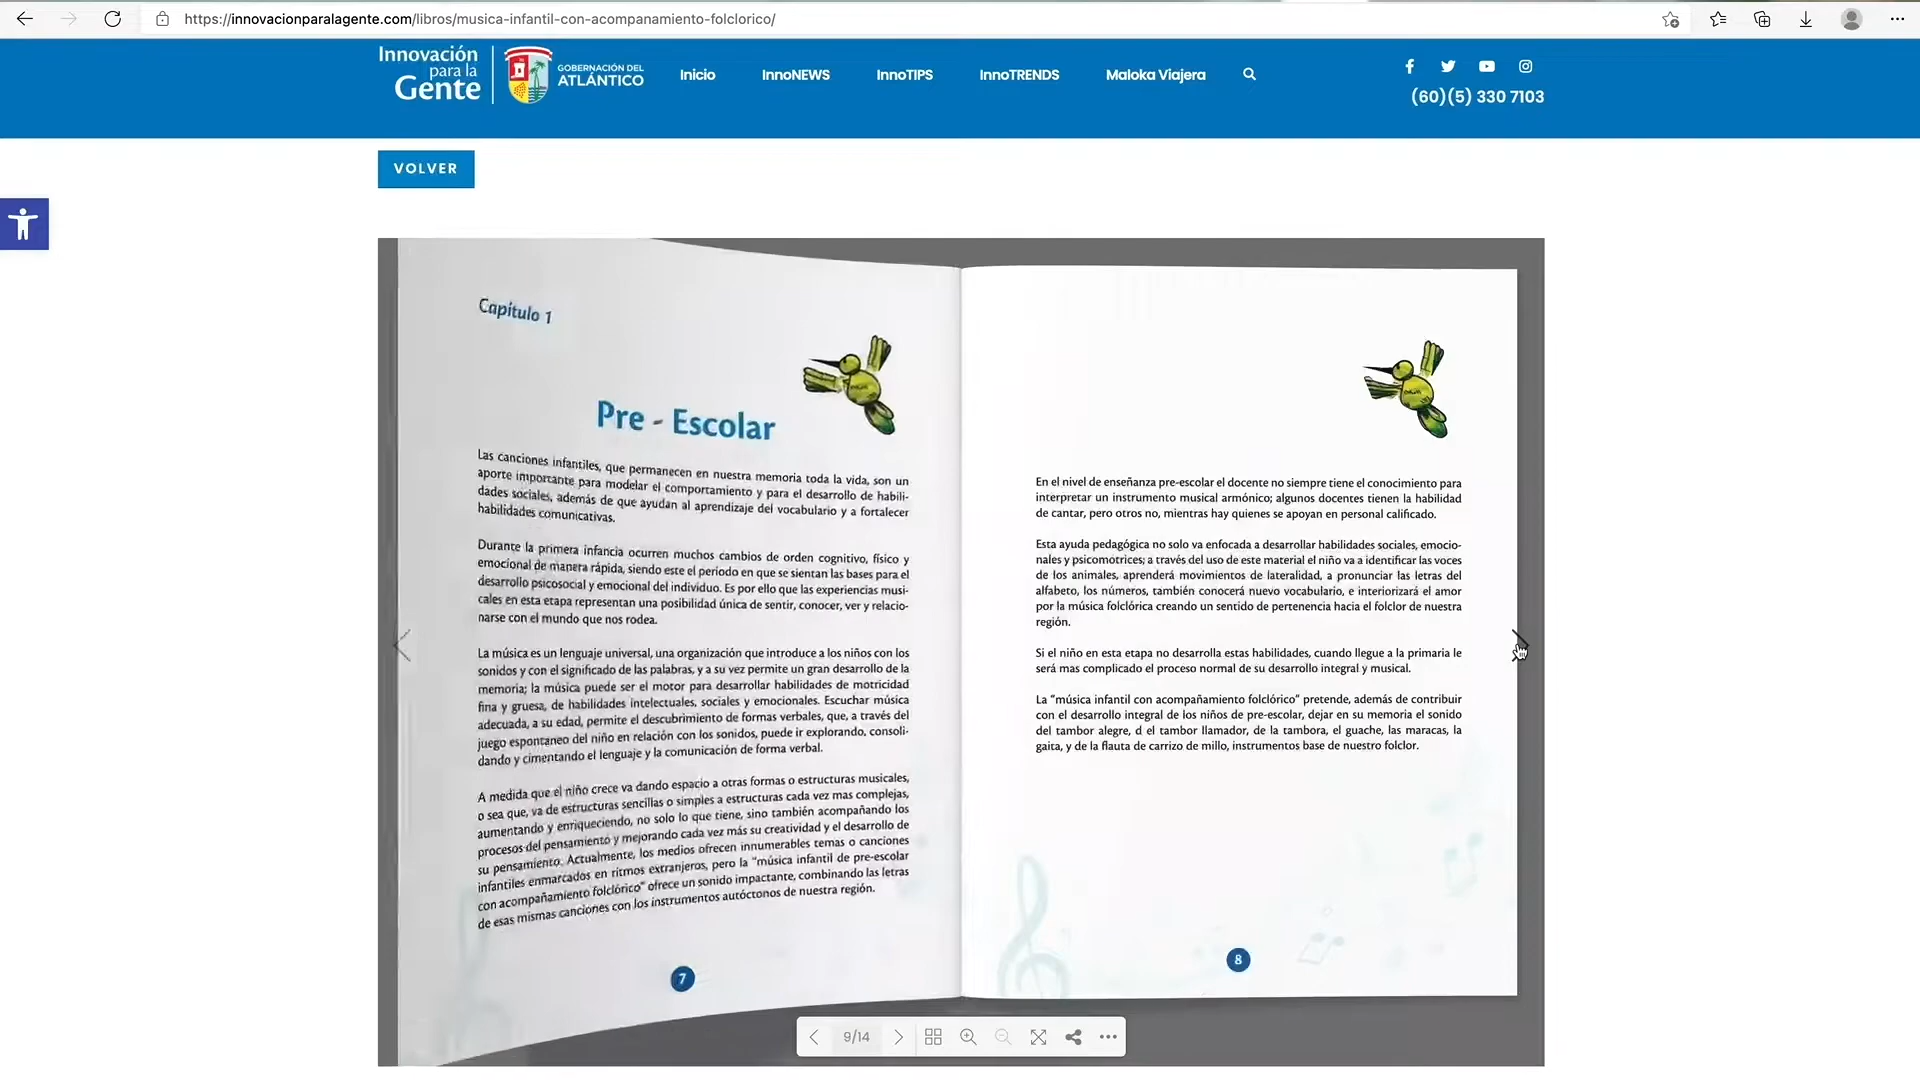 https://innovacionparalagente.com/libros/musica-infantil-con-acompanamiento-folclorico/
Innovación
para la
Gente
GOBERNACIÓN DEL
ATLÁNTICO
Inicio
InnoNEWS
InnoTIPS
InnoTRENDS
Maloka Viajera
(60)(5) 330 7103
VOLVER
Capítulo 1
Pre - Escolar
Las canciones infantiles, que permanecen en nuestra memoria toda la vida, son un
aporte importante para modelar el comportamiento y para el desarrollo de habili-
dades sociales, además de que ayudan al aprendizaje del vocabulario y a fortalecer
habilidades comunicativas.
Durante la primera infancia ocurren muchos cambios de orden cognitivo, físico y
emocional de manera rápida, siendo este el período en que se sientan las bases para el
desarrollo psicosocial y emocional del individuo. Es por ello que las experiencias musi-
cales en esta etapa representan una posibilidad única de sentir, conocer, ver y relacio-
narse con el mundo que nos rodea.
La música es un lenguaje universal, una organización que introduce a los niños con los
sonidos y con el significado de las palabras, y a su vez permite un gran desarrollo de la
memoria; la música puede ser el motor para desarrollar habilidades de motricidad
fina y gruesa, de habilidades intelectuales, sociales y emocionales. Escuchar música
adecuada, a su edad, permite el descubrimiento de formas verbales, que, a través del
juego espontaneo del niño en relación con los sonidos, puede ir explorando, consoli-
dando y cimentando el lenguaje y la comunicación de forma verbal.
A medida que el niño crece va dando espacio a otras formas o estructuras musicales,
o sea que, va de estructuras sencillas o simples a estructuras cada vez mas complejas,
aumentando y enriqueciendo, no solo lo que tiene, sino también acompañando los
procesos del pensamiento y mejorando cada vez más su creatividad y el desarrollo de
su pensamiento. Actualmente, los medios ofrecen innumerables temas o canciones
infantiles enmarcados en ritmos extranjeros, pero la "música infantil de pre-escolar
con acompañamiento folclórico" ofrece un sonido impactante, combinando las letras
de esas mismas canciones con los instrumentos autóctonos de nuestra región.
7
En el nivel de enseñanza pre-escolar el docente no siempre tiene el conocimiento para
interpretar un instrumento musical armónico; algunos docentes tienen la habilidad
de cantar, pero otros no, mientras hay quienes se apoyan en personal calificado.
Esta ayuda pedagógica no solo va enfocada a desarrollar habilidades sociales, emocio-
nales y psicomotrices; a través del uso de este material el niño va a identificar las voces
de los animales, aprenderá movimientos de lateralidad, a pronunciar las letras del
alfabeto, los números, también conocerá nuevo vocabulario, e interiorizará el amor
por la música folclórica creando un sentido de pertenencia hacia el folclor de nuestra
región.
Si el niño en esta etapa no desarrolla estas habilidades, cuando llegue a la primaria le
será mas complicado el proceso normal de su desarrollo integral y musical.
La "música infantil con acompañamiento folclórico" pretende, además de contribuir
con el desarrollo integral de los niños de pre-escolar, dejar en su memoria el sonido
del tambor alegre, d el tambor llamador, de la tambora, el guache, las maracas, la
gaita, y de la flauta de carrizo de millo, instrumentos base de nuestro folclor.
8
9/14